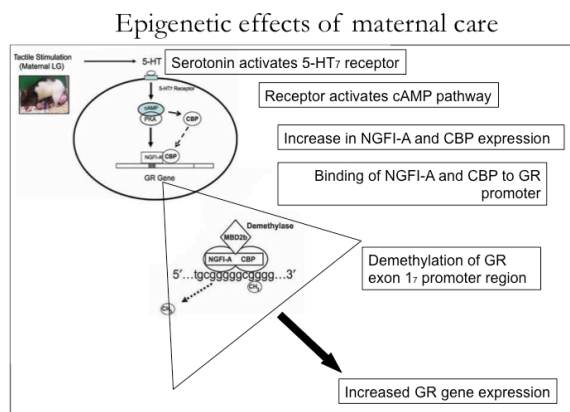 Epigenetic effects of maternal care
Tactile Stimulation
(Maternal LG)
5-HT
Serotonin activates 5-HT7 receptor
5-HT7 Receptor
Receptor activates cAMP pathway
cAMP
PKA
CBP
Increase in NGFI-A and CBP expression
NGFI-A
CBP
GR Gene
Binding of NGFI-A and CBP to GR
promoter
Demethylase
MBD2b
NGFI-A
CBP
5′...tgcgggggcgggg...3′
CH3
CH3
Demethylation of GR
exon 17 promoter region
Increased GR gene expression